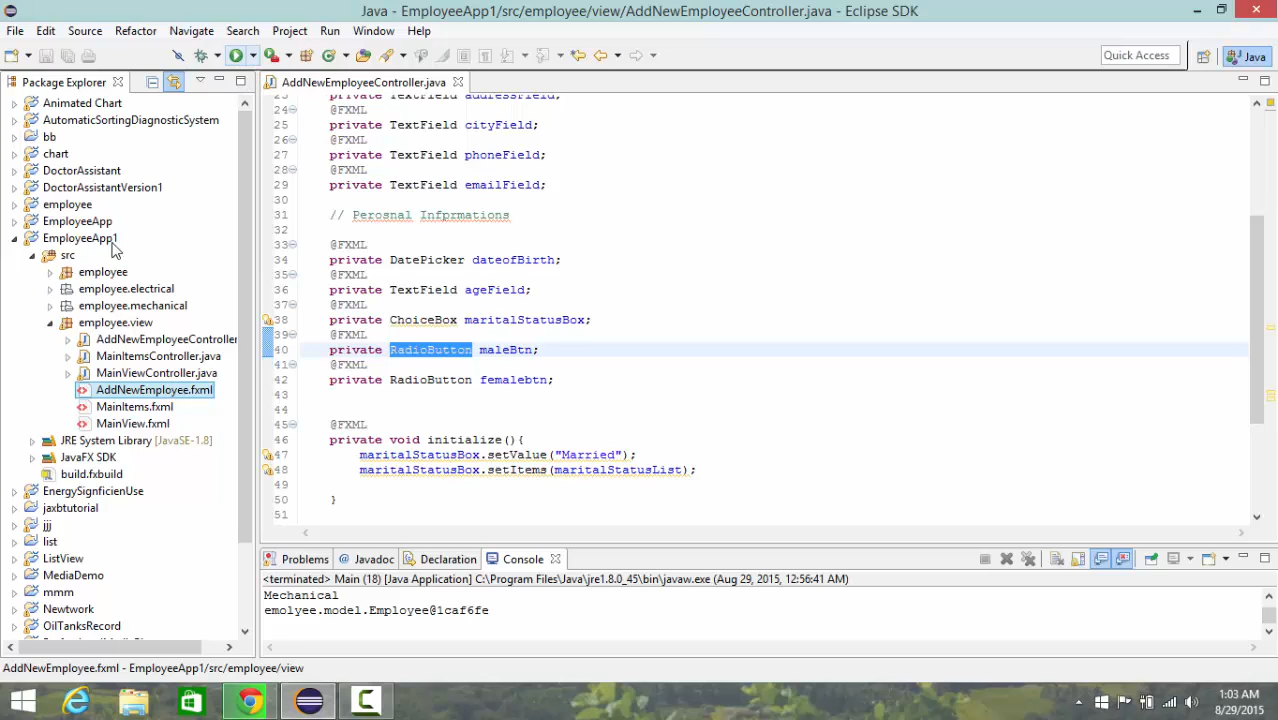 Java - EmployeeApp1/src/employee/view/AddNewEmployeeController.java - Eclipse SDK
File Edit Source Refactor Navigate Search Project Run Window Help
Quick Access
Java
Package Explorer
AddNewEmployeeController.java
Animated Chart
AutomaticSortingDiagnosticSystem
bb
chart
DoctorAssistant
DoctorAssistantVersion1
employee
EmployeeApp
EmployeeApp1
src
employee
employee.electrical
employee.mechanical
employee.view
AddNewEmployeeController
MainItemsController.java
MainViewController.java
AddNewEmployee.fxml
MainItems.fxml
MainView.fxml
JRE System Library [JavaSE-1.8]
JavaFX SDK
build.fxbuild
EnergySignficienUse
jaxbtutorial
jjj
list
ListView
MediaDemo
mmm
Newtwork
OilTanksRecord
23 private TextField addressField;
24 @FXML
25 private TextField cityField;
26 @FXML
27 private TextField phoneField;
28 @FXML
29 private TextField emailField;
30
31 // Perosnal Infprmations
32
33 @FXML
34 private DatePicker dateofBirth;
35 @FXML
36 private TextField ageField;
37 @FXML
38 private ChoiceBox maritalStatusBox;
39 @FXML
40 private RadioButton maleBtn;
41 @FXML
42 private RadioButton femalebtn;
43
44
45 @FXML
46 private void initialize(){
47 maritalStatusBox.setValue("Married");
48 maritalStatusBox.setItems(maritalStatusList);
49
50 }
51
Problems @ Javadoc Declaration Console
<terminated> Main (18) [Java Application] C:\Program Files\Java\jre1.8.0_45\bin\javaw.exe (Aug 29, 2015, 12:56:41 AM)
Mechanical
emolyee.model.Employee@1caf6fe
AddNewEmployee.fxml - EmployeeApp1/src/employee/view
1:03 AM
8/29/2015